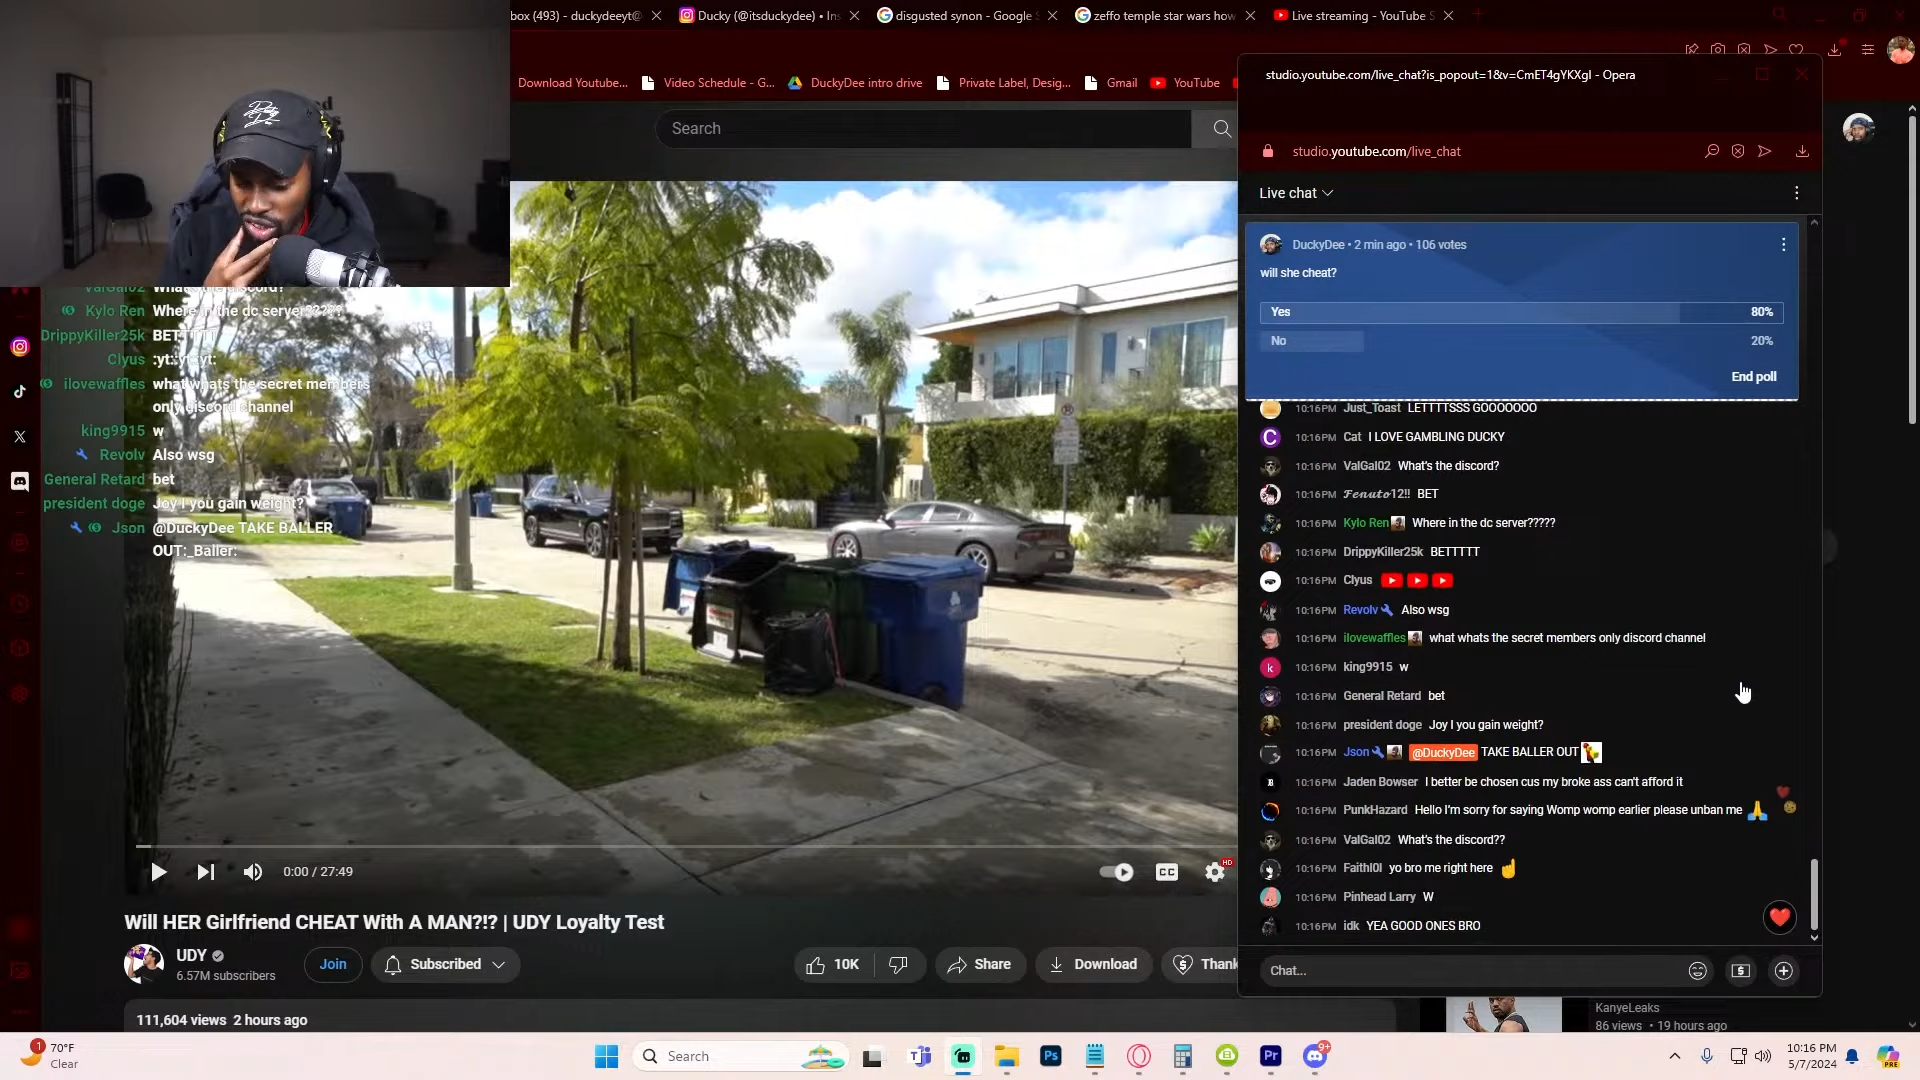 box (493) - duckydeeyt@
Ducky (@itsduckydee) • Ins
disgusted synon - Google
zeffo temple star wars how
Live streaming - YouTube S
Download Youtube...
Video Schedule - G...
DuckyDee intro drive
Private Label, Desig...
Gmail
YouTube
Search
studio.youtube.com/live_chat?is_popout=1&v=CmET4gYKXgI - Opera
studio.youtube.com/live_chat
Live chat
DuckyDee • 2 min ago • 106 votes
will she cheat?
Yes 80%
No 20%
End poll
10:16 PM Just_Toast LETTTTSSS GOOOOOOO
10:16 PM Cat I LOVE GAMBLING DUCKY
10:16 PM ValGal02 What's the discord?
10:16 PM 𝓕𝓮𝓷𝓾𝓽𝓸12!! BET
10:16 PM Kylo Ren Where in the dc server?????
10:16 PM DrippyKiller25k BETTTTT
10:16 PM Clyus
10:16 PM Revolv Also wsg
10:16 PM ilovewaffles what whats the secret members only discord channel
10:16 PM king9915 w
10:16 PM General Retard bet
10:16 PM president doge Joy I you gain weight?
10:16 PM Json @DuckyDee TAKE BALLER OUT
10:16 PM Jaden Bowser I better be chosen cus my broke ass can't afford it
10:16 PM PunkHazard Hello I'm sorry for saying Womp womp earlier please unban me 🙏
10:16 PM ValGal02 What's the discord??
10:16 PM FaithI0I yo bro me right here ☝
10:16 PM Pinhead Larry W
10:16 PM idk YEA GOOD ONES BRO
Chat...
ValGal02 What's the discord?
Kylo Ren Where in the dc server?????
DrippyKiller25k BETTTTT
Clyus :yt::yt::yt:
ilovewaffles what whats the secret members
only discord channel
king9915 w
Revolv Also wsg
General Retard bet
president doge Joy I you gain weight?
Json @DuckyDee TAKE BALLER
OUT:_Baller:
0:00 / 27:49
CC
HD
Will HER Girlfriend CHEAT With A MAN?!? | UDY Loyalty Test
UDY
6.57M subscribers
Join
Subscribed
10K
Share
Download
Thank
111,604 views 2 hours ago
KanyeLeaks
86 views • 19 hours ago
1
70°F
Clear
Search
Ps
Pr
9+
10:16 PM
5/7/2024
PRE